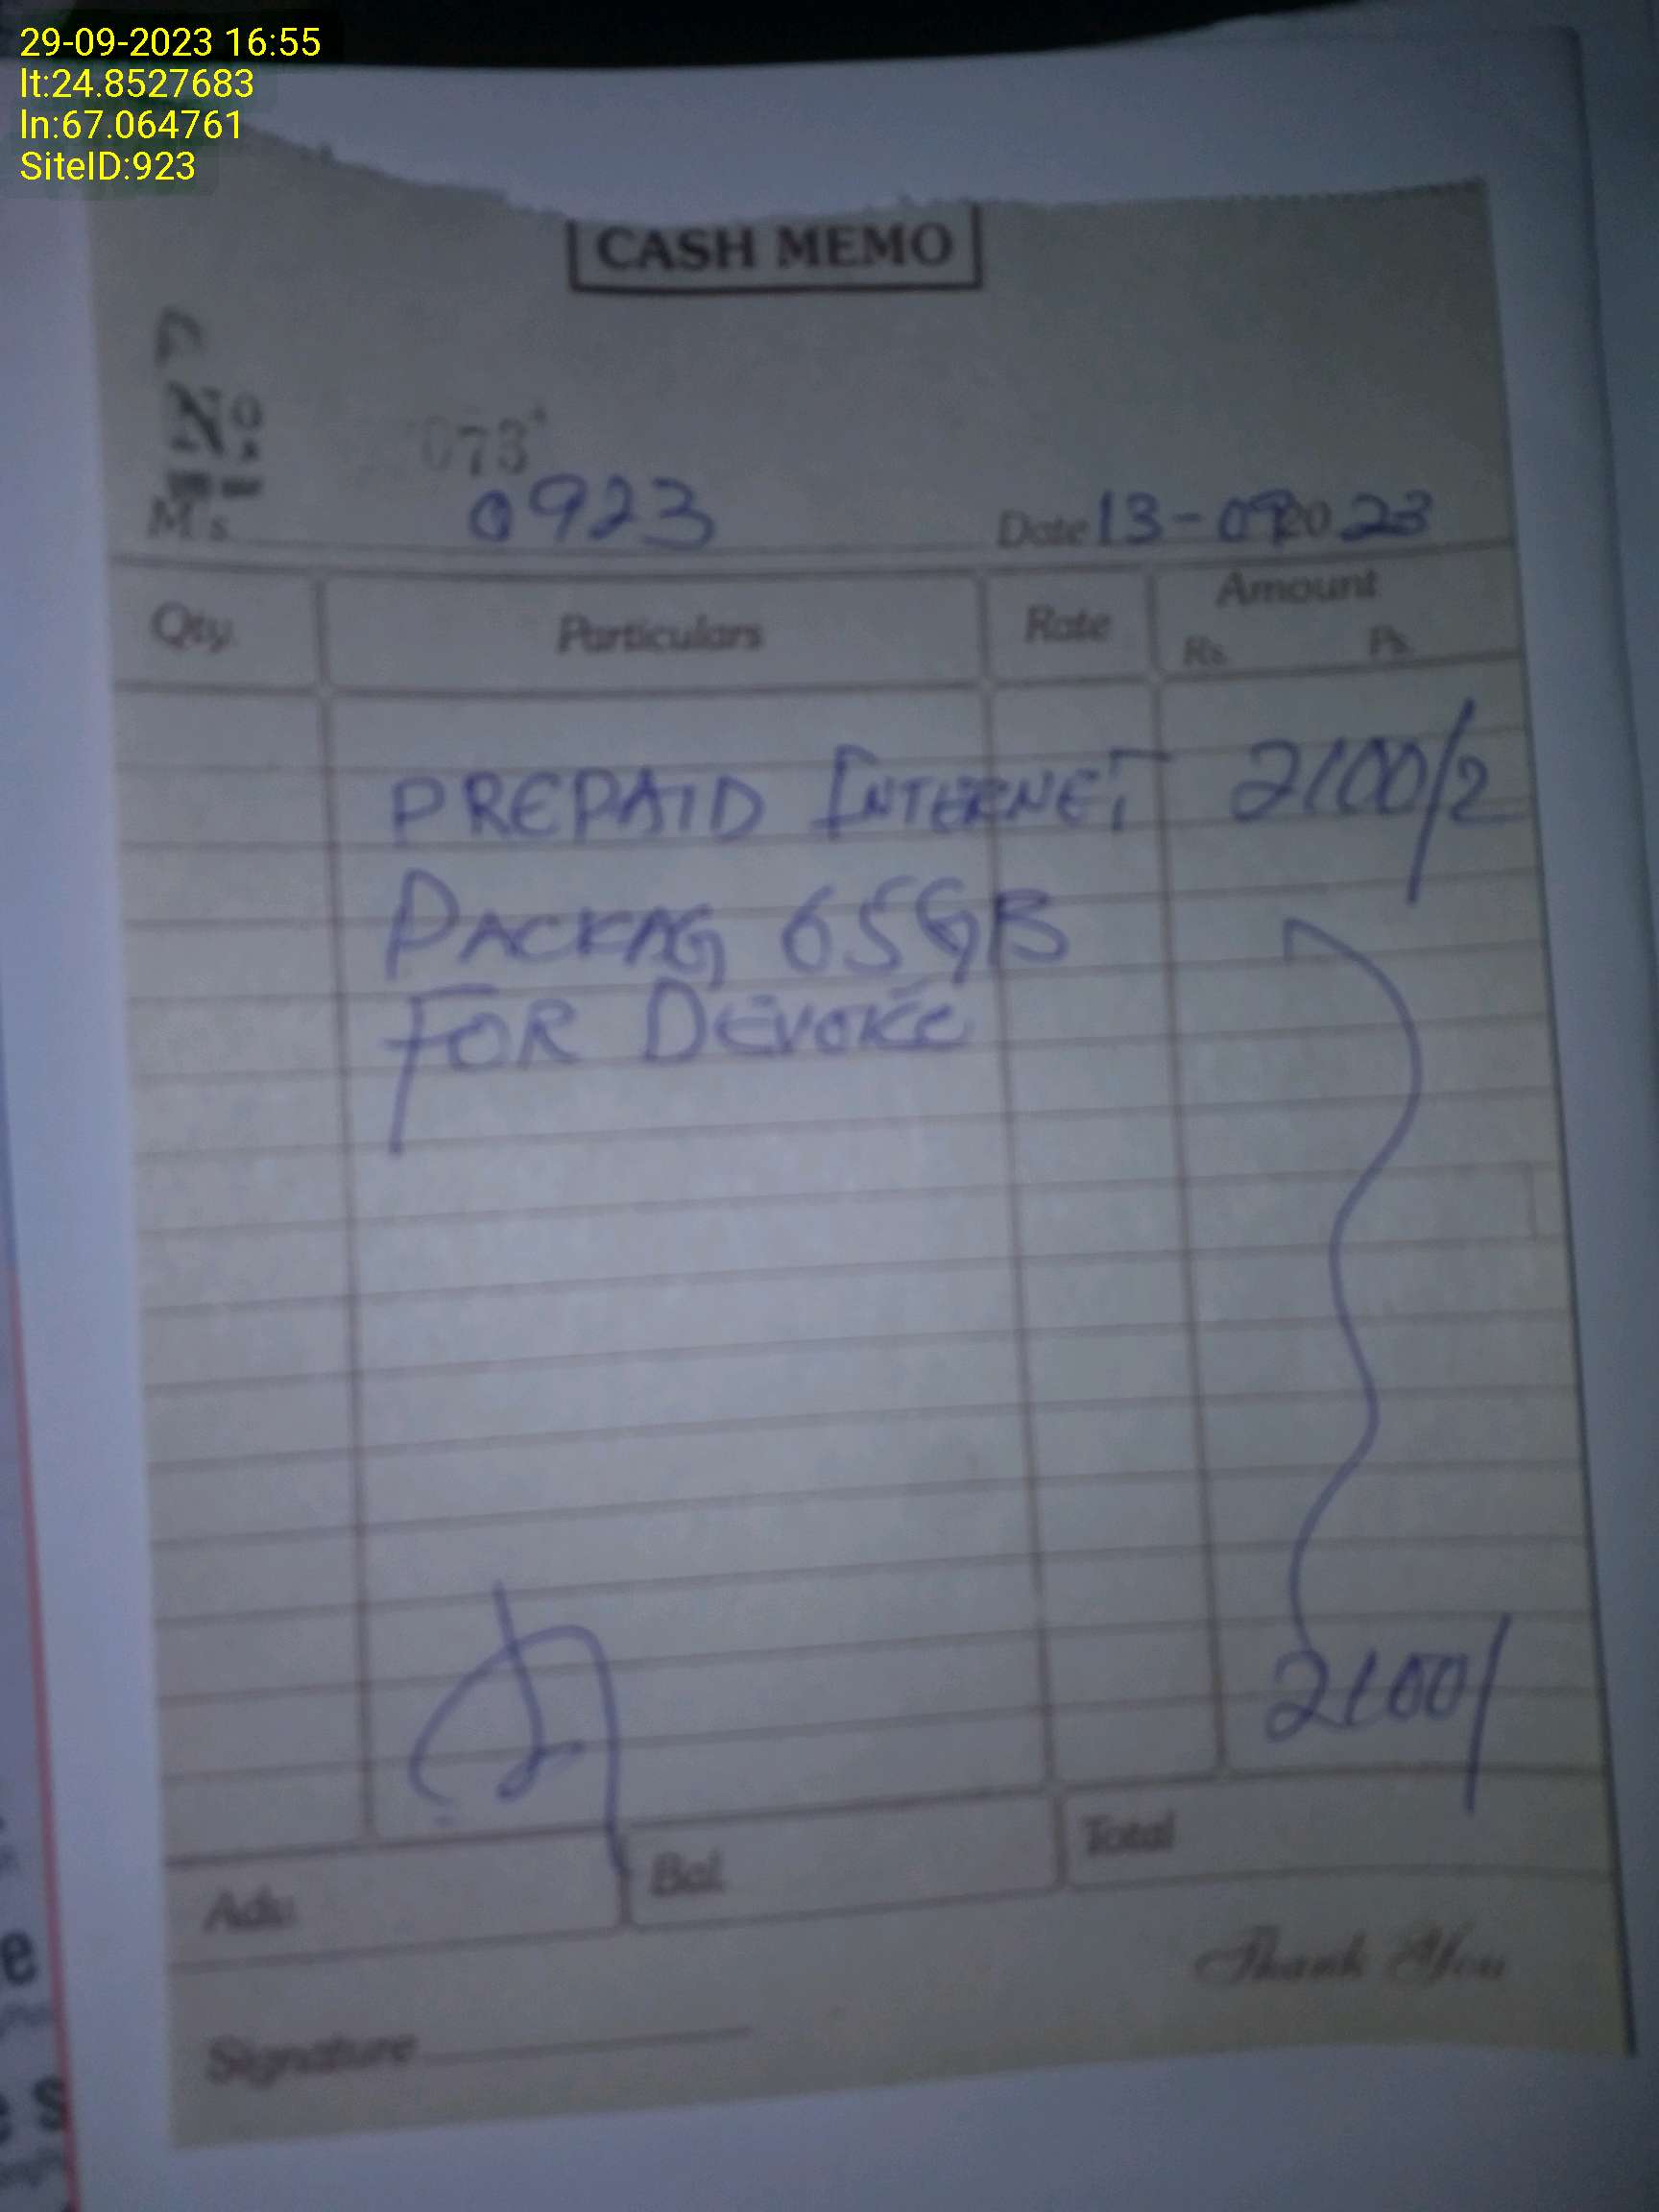 29-09-2023 16:55
lt:24.8527683
ln:67.064761
SiteID:923
CASH MEMO
No. 073
M/s. 0923 Date 13-09 2023
Qty. Particulars Rate Amount
Rs. Ps.
PREPAID INTERNET 2100/2
PACKAG 65GB
FOR DEVOICE
2100/
Adv. Bal. Total
Thank You
Signature